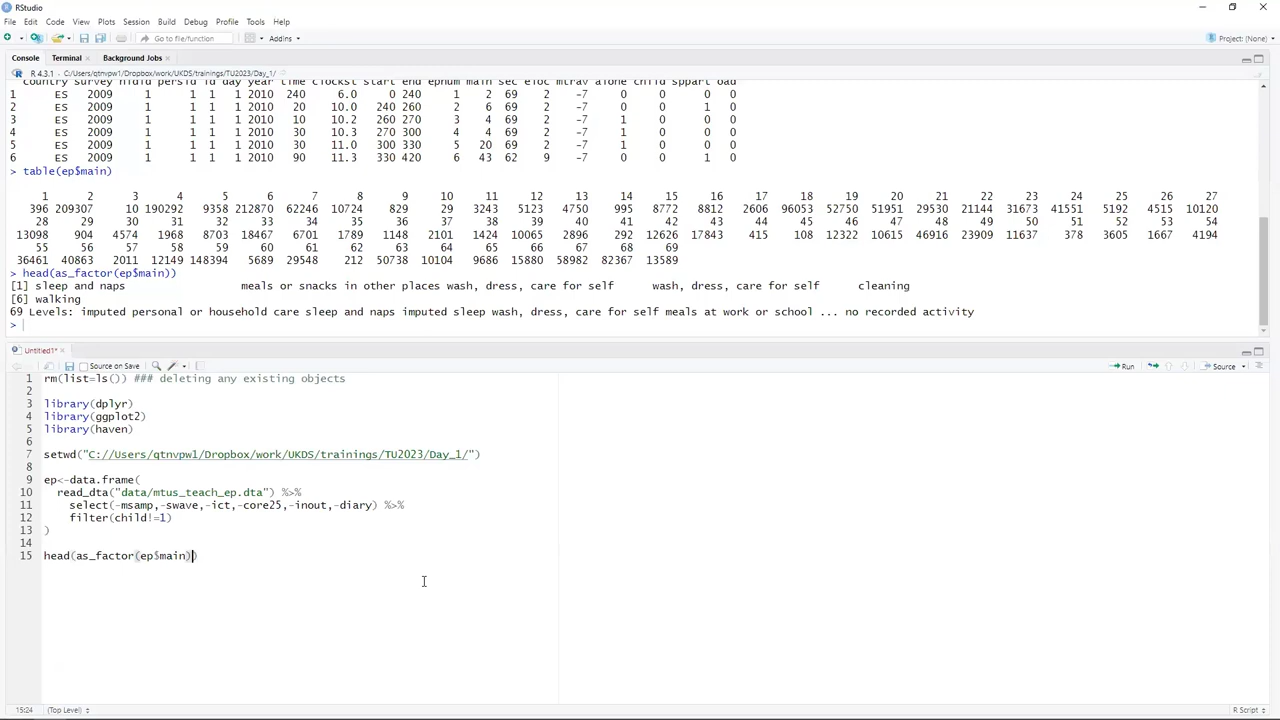 RStudio
File Edit Code View Plots Session Build Debug Profile Tools Help
Go to file/function Addins Project: (None)
Console Terminal Background Jobs
R 4.3.1 · C:/Users/qtnvpw1/Dropbox/work/UKDS/trainings/TU2023/Day_1/
country survey hldid persid id day year time clockst start end epnum main sec eloc mtrav alone child sppart oad
1 ES 2009 1 1 1 1 2010 240 6.0 0 240 1 2 69 2 -7 0 0 0 0
2 ES 2009 1 1 1 1 2010 20 10.0 240 260 2 6 69 2 -7 0 0 1 0
3 ES 2009 1 1 1 1 2010 10 10.2 260 270 3 4 69 2 -7 1 0 0 0
4 ES 2009 1 1 1 1 2010 30 10.3 270 300 4 4 69 2 -7 1 0 0 0
5 ES 2009 1 1 1 1 2010 30 11.0 300 330 5 20 69 2 -7 1 0 0 0
6 ES 2009 1 1 1 1 2010 90 11.3 330 420 6 43 62 9 -7 0 0 1 0
> table(ep$main)
1 2 3 4 5 6 7 8 9 10 11 12 13 14 15 16 17 18 19 20 21 22 23 24 25 26 27
396 209307 10 190292 9358 212870 62246 10724 829 29 3243 5123 4750 995 8772 8812 2606 96053 52750 51951 29530 21144 31673 41551 5192 4515 10120
28 29 30 31 32 33 34 35 36 37 38 39 40 41 42 43 44 45 46 47 48 49 50 51 52 53 54
13098 904 4574 1968 8703 18467 6701 1789 1148 2101 1424 10065 2896 292 12626 17843 415 108 12322 10615 46916 23909 11637 378 3605 1667 4194
55 56 57 58 59 60 61 62 63 64 65 66 67 68 69
36461 40863 2011 12149 148394 5689 29548 212 50738 10104 9686 15880 58982 82367 13589
> head(as_factor(ep$main))
[1] sleep and naps meals or snacks in other places wash, dress, care for self wash, dress, care for self cleaning
[6] walking
69 Levels: imputed personal or household care sleep and naps imputed sleep wash, dress, care for self meals at work or school ... no recorded activity
>
Untitled1*
Source on Save Run Source
1 rm(list=ls()) ### deleting any existing objects
2
3 library(dplyr)
4 library(ggplot2)
5 library(haven)
6
7 setwd("C://Users/qtnvpw1/Dropbox/work/UKDS/trainings/TU2023/Day_1/")
8
9 ep<-data.frame(
10 read_dta("data/mtus_teach_ep.dta") %>%
11 select(-msamp,-swave,-ict,-core25,-inout,-diary) %>%
12 filter(child!=1)
13 )
14
15 head(as_factor(ep$main))
15:24 (Top Level) R Script